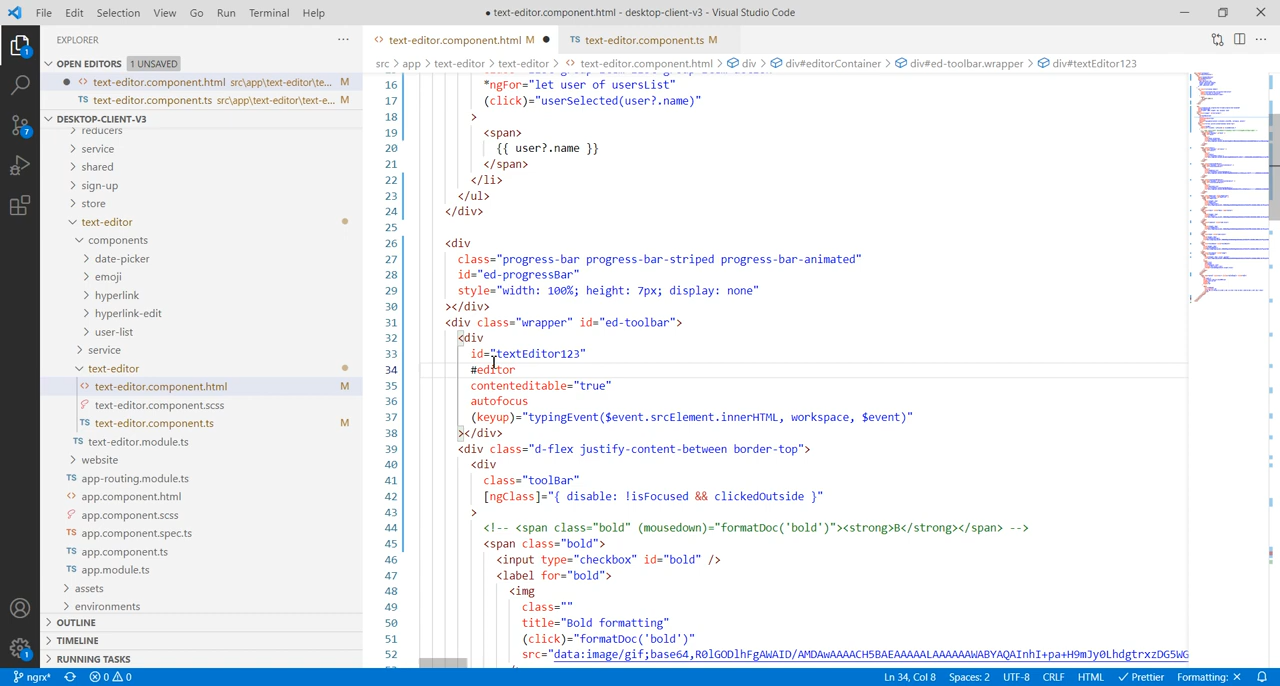 File Edit Selection View Go Run Terminal Help
● text-editor.component.html - desktop-client-v3 - Visual Studio Code
EXPLORER
OPEN EDITORS 1 UNSAVED
text-editor.component.html src\app\text-editor\te... M
TS text-editor.component.ts src\app\text-editor\text-e... M
DESKTOP-CLIENT-V3
reducers
service
shared
sign-up
store
text-editor
components
date-picker
emoji
hyperlink
hyperlink-edit
user-list
service
text-editor
text-editor.component.html M
text-editor.component.scss
TS text-editor.component.ts M
TS text-editor.module.ts
website
TS app-routing.module.ts
app.component.html
app.component.scss
TS app.component.spec.ts
TS app.component.ts
TS app.module.ts
assets
environments
OUTLINE
TIMELINE
RUNNING TASKS
text-editor.component.html M
TS text-editor.component.ts M
src > app > text-editor > text-editor > text-editor.component.html > div > div#editorContainer > div#ed-toolbar.wrapper > div#textEditor123
16 *ngFor="let user of usersList"
17 (click)="userSelected(user?.name)"
18 >
19 <span>
20 {{ user?.name }}
21 </span>
22 </li>
23 </ul>
24 </div>
25
26 <div
27 class="progress-bar progress-bar-striped progress-bar-animated"
28 id="ed-progressBar"
29 style="width: 100%; height: 7px; display: none"
30 ></div>
31 <div class="wrapper" id="ed-toolbar">
32 <div
33 id="textEditor123"
34 #editor
35 contenteditable="true"
36 autofocus
37 (keyup)="typingEvent($event.srcElement.innerHTML, workspace, $event)"
38 ></div>
39 <div class="d-flex justify-content-between border-top">
40 <div
41 class="toolBar"
42 [ngClass]="{ disable: !isFocused && clickedOutside }"
43 >
44 <!-- <span class="bold" (mousedown)="formatDoc('bold')"><strong>B</strong></span> -->
45 <span class="bold">
46 <input type="checkbox" id="bold" />
47 <label for="bold">
48 <img
49 class=""
50 title="Bold formatting"
51 (click)="formatDoc('bold')"
52 src="data:image/gif;base64,
ngrx* 0 0 Ln 34, Col 8 Spaces: 2 UTF-8 CRLF HTML Prettier Formatting: ✕